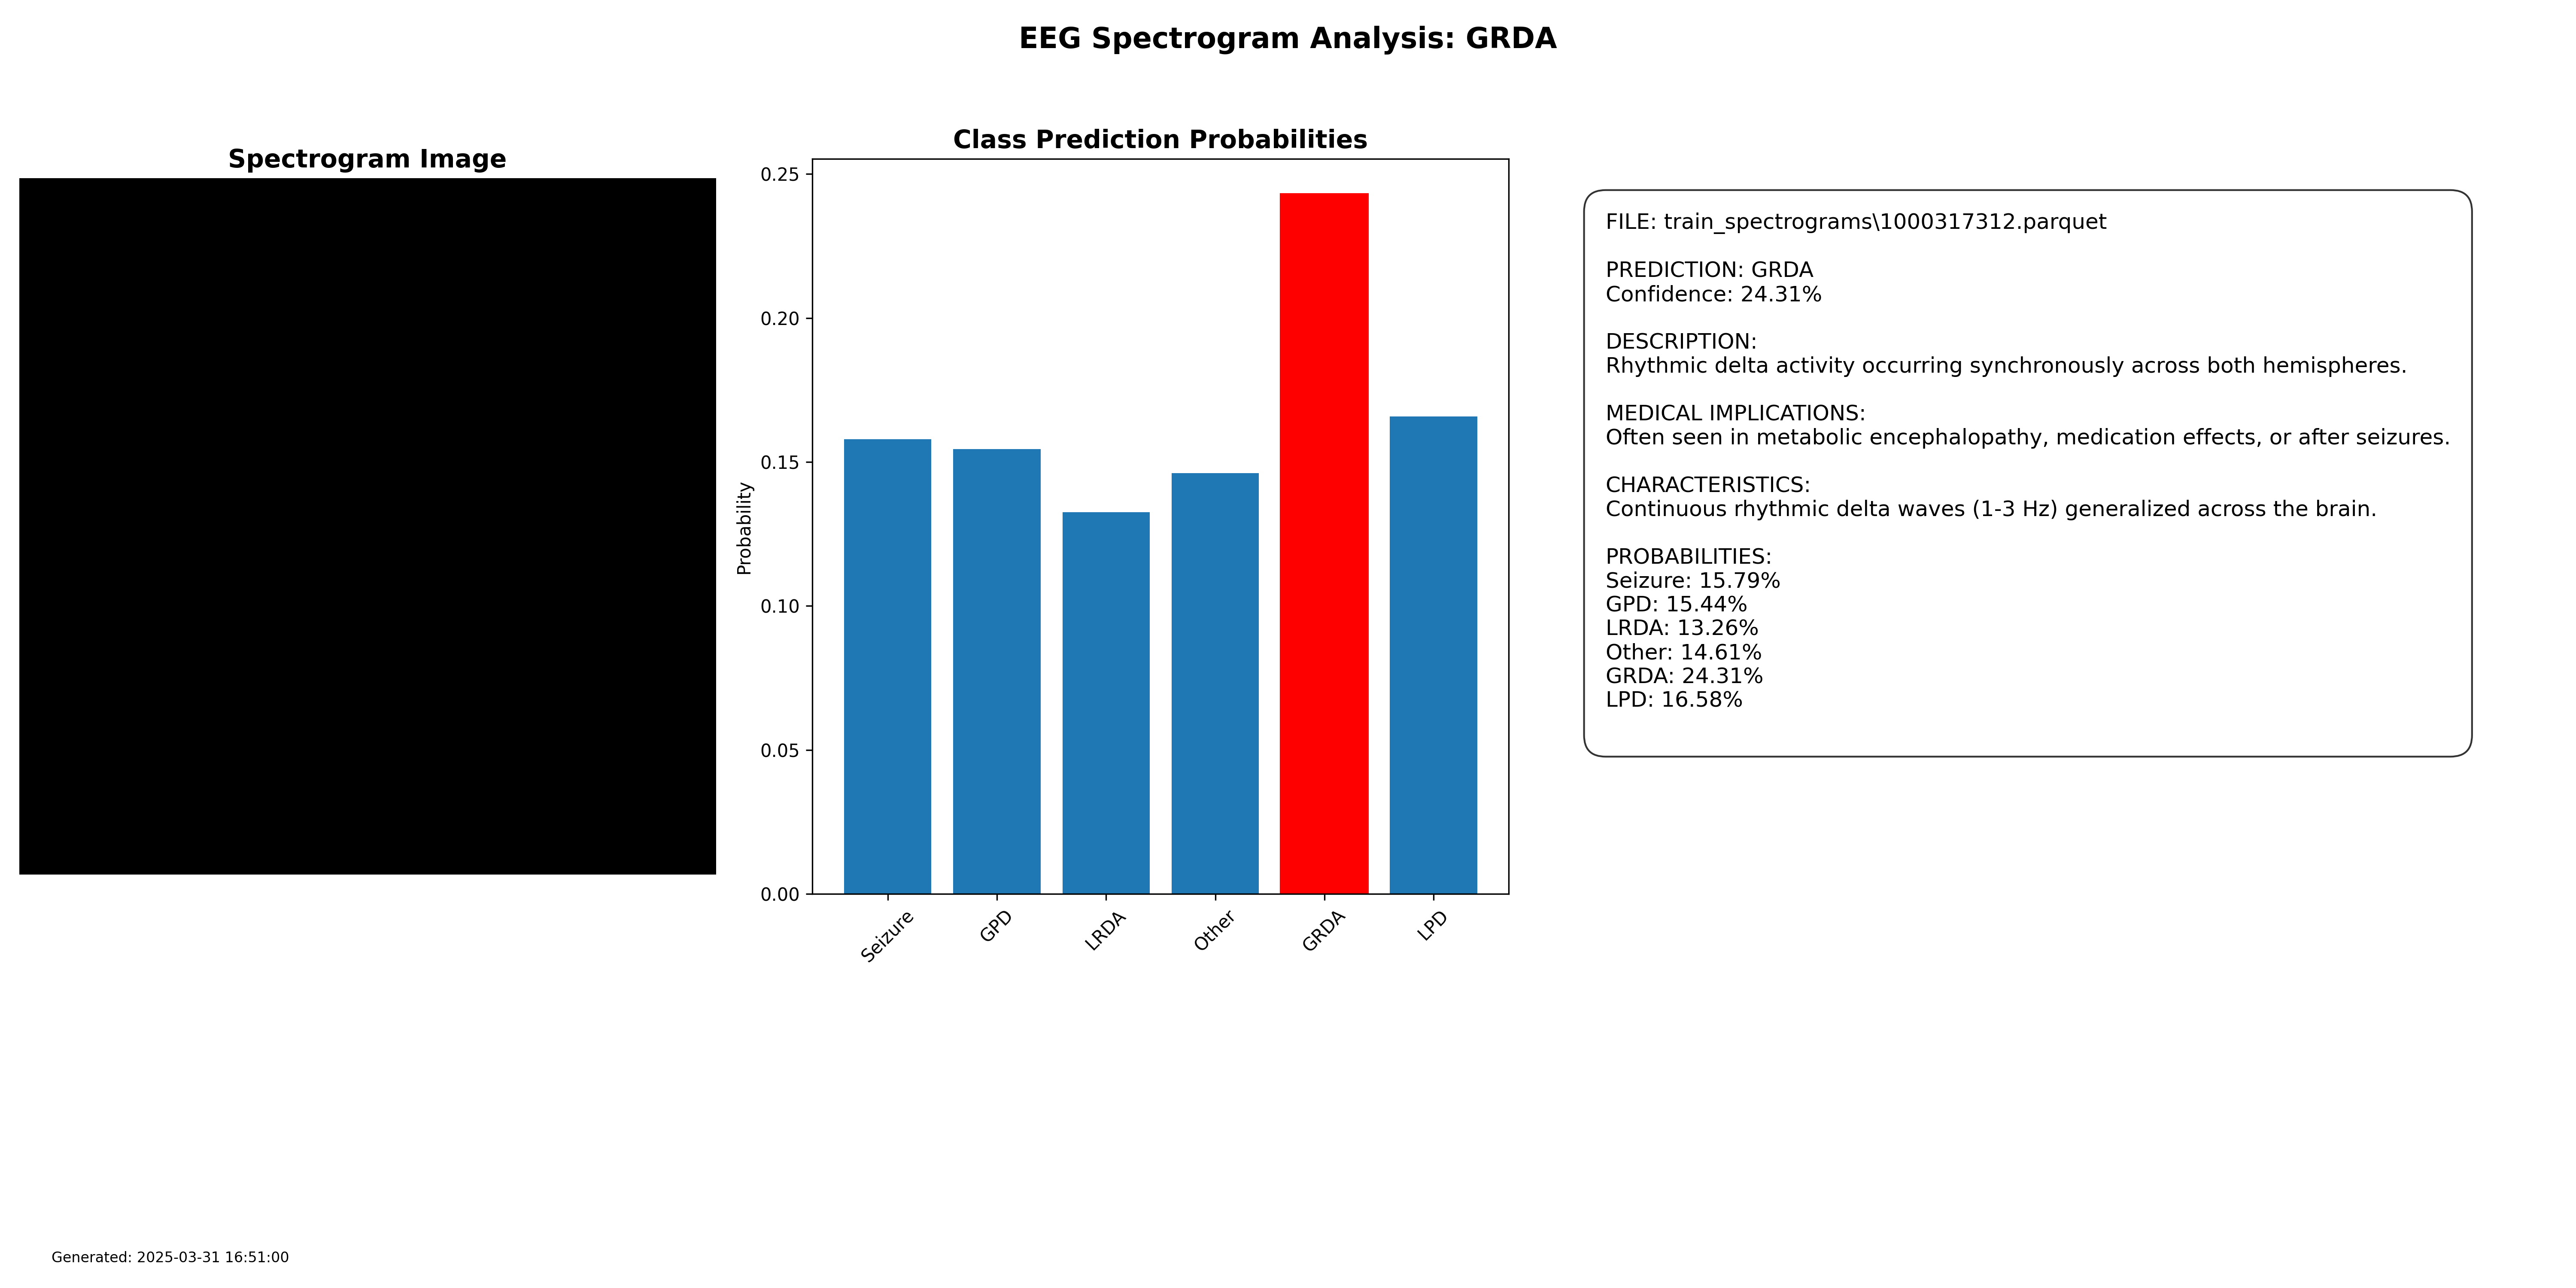 EEG Spectrogram Analysis: GRDA
Spectrogram Image
Class Prediction Probabilities
Probability
0.25
0.20
0.15
0.10
0.05
0.00
Seizure
GPD
LRDA
Other
GRDA
LPD
FILE: train_spectrograms\1000317312.parquet
PREDICTION: GRDA
Confidence: 24.31%
DESCRIPTION:
Rhythmic delta activity occurring synchronously across both hemispheres.
MEDICAL IMPLICATIONS:
Often seen in metabolic encephalopathy, medication effects, or after seizures.
CHARACTERISTICS:
Continuous rhythmic delta waves (1-3 Hz) generalized across the brain.
PROBABILITIES:
Seizure: 15.79%
GPD: 15.44%
LRDA: 13.26%
Other: 14.61%
GRDA: 24.31%
LPD: 16.58%
Generated: 2025-03-31 16:51:00